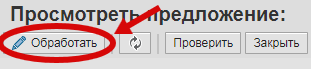 Просмотреть предложение:
Обработать Проверить Закрыть